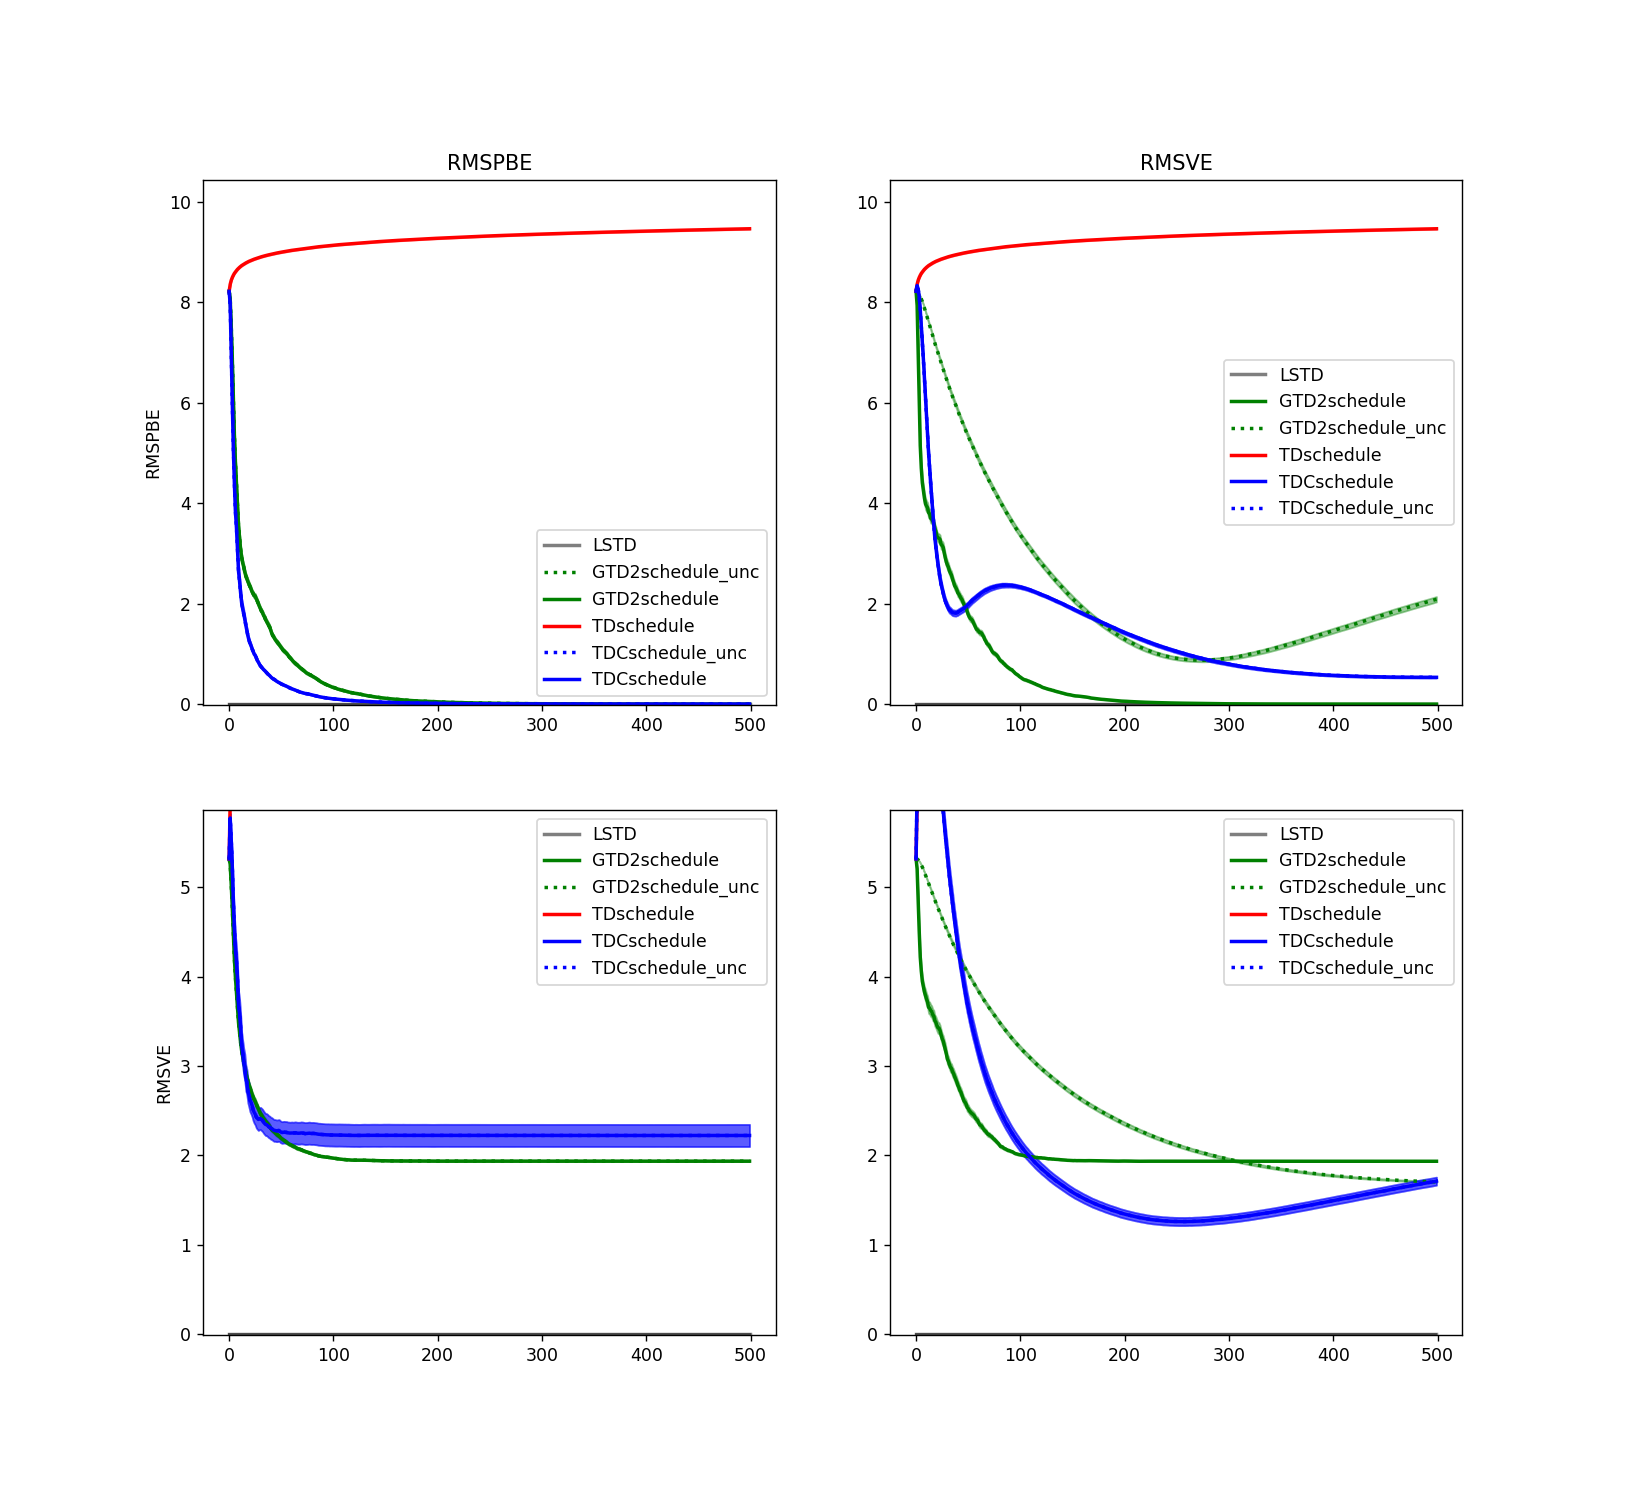 RMSPBE
RMSPBE
10
8
6
4
2
0
0 100 200 300 400 500
LSTD
GTD2schedule_unc
GTD2schedule
TDschedule
TDCschedule_unc
TDCschedule
RMSVE
10
8
6
4
2
0
0 100 200 300 400 500
LSTD
GTD2schedule
GTD2schedule_unc
TDschedule
TDCschedule
TDCschedule_unc
RMSVE
5
4
3
2
1
0
0 100 200 300 400 500
LSTD
GTD2schedule
GTD2schedule_unc
TDschedule
TDCschedule
TDCschedule_unc
5
4
3
2
1
0
0 100 200 300 400 500
LSTD
GTD2schedule
GTD2schedule_unc
TDschedule
TDCschedule
TDCschedule_unc